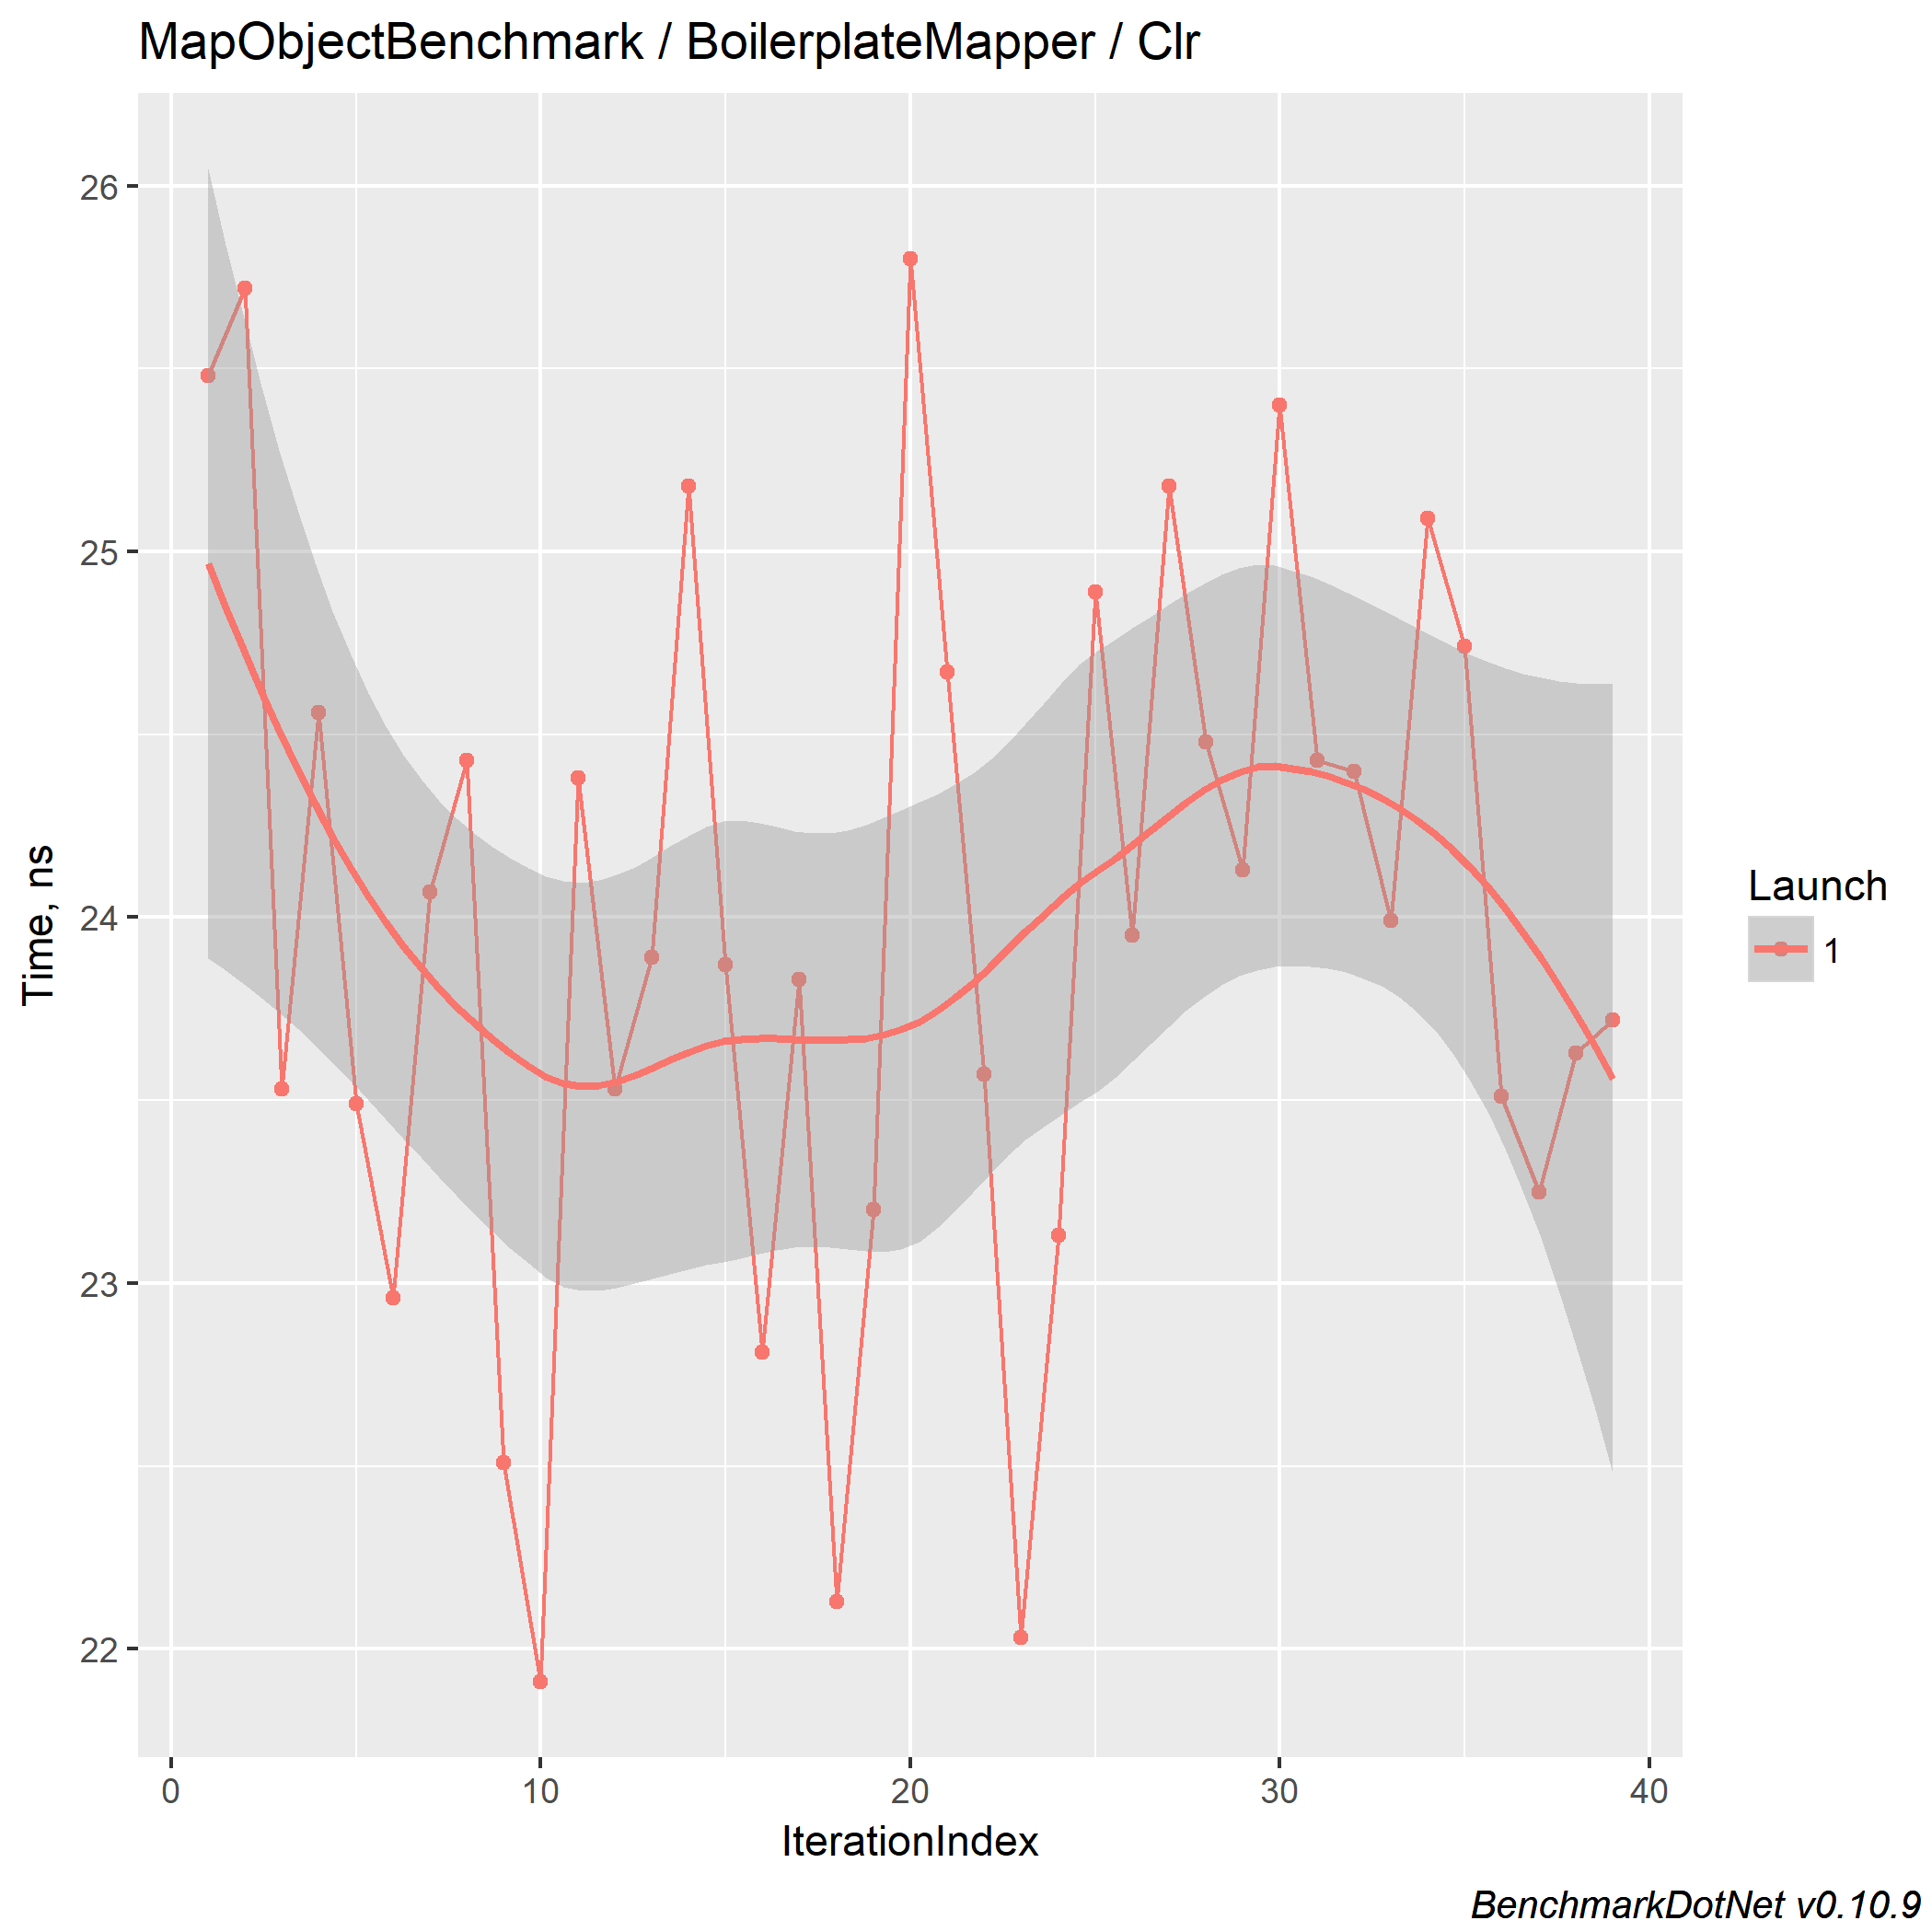 MapObjectBenchmark / BoilerplateMapper / Clr
26
25
24
23
22
Time, ns
0 10 20 30 40
IterationIndex
Launch
1
BenchmarkDotNet v0.10.9